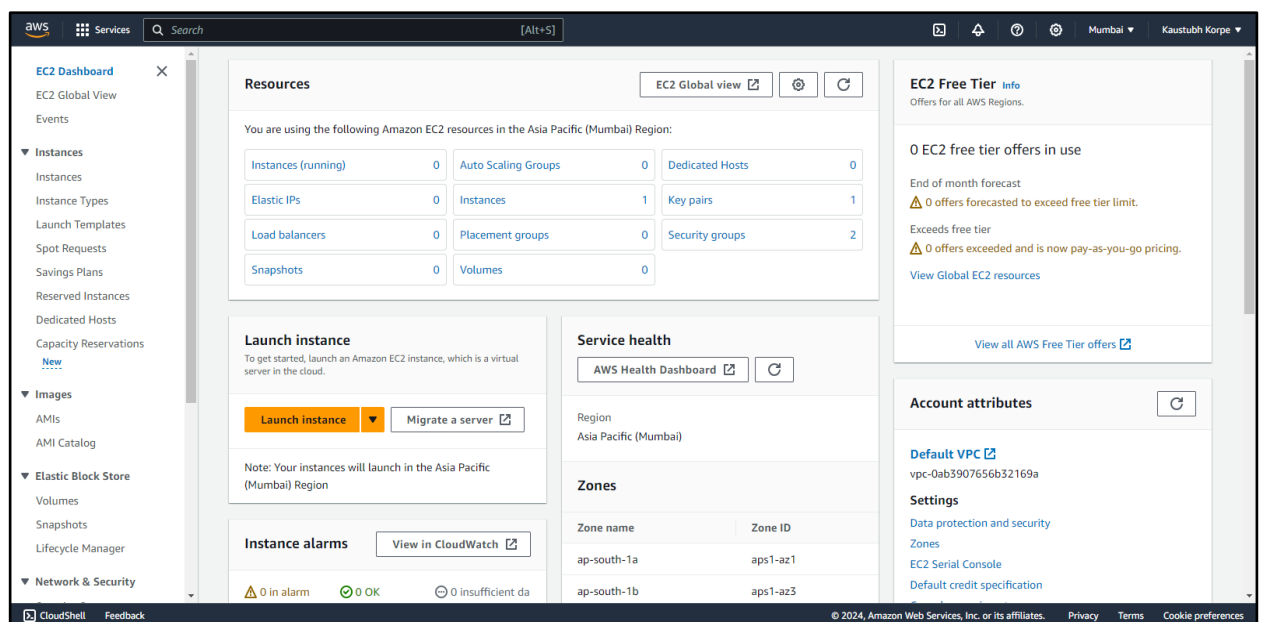 aws
Services
Search
[Alt+S]
Mumbai
Kaustubh Korpe
EC2 Dashboard
EC2 Global View
Events
Instances
Instances
Instance Types
Launch Templates
Spot Requests
Savings Plans
Reserved Instances
Dedicated Hosts
Capacity Reservations
New
Images
AMIs
AMI Catalog
Elastic Block Store
Volumes
Snapshots
Lifecycle Manager
Network & Security
Resources
EC2 Global view
You are using the following Amazon EC2 resources in the Asia Pacific (Mumbai) Region:
Instances (running) 0
Auto Scaling Groups 0
Dedicated Hosts 0
Elastic IPs 0
Instances 1
Key pairs 1
Load balancers 0
Placement groups 0
Security groups 2
Snapshots 0
Volumes 0
Launch instance
To get started, launch an Amazon EC2 instance, which is a virtual
server in the cloud.
Launch instance
Migrate a server
Note: Your instances will launch in the Asia Pacific
(Mumbai) Region
Instance alarms
View in CloudWatch
0 in alarm
0 OK
0 insufficient da
Service health
AWS Health Dashboard
Region
Asia Pacific (Mumbai)
Zones
Zone name Zone ID
ap-south-1a aps1-az1
ap-south-1b aps1-az3
EC2 Free Tier Info
Offers for all AWS Regions.
0 EC2 free tier offers in use
End of month forecast
0 offers forecasted to exceed free tier limit.
Exceeds free tier
0 offers exceeded and is now pay-as-you-go pricing.
View Global EC2 resources
View all AWS Free Tier offers
Account attributes
Default VPC
vpc-0ab3907656b32169a
Settings
Data protection and security
Zones
EC2 Serial Console
Default credit specification
CloudShell
Feedback
© 2024, Amazon Web Services, Inc. or its affiliates.
Privacy
Terms
Cookie preferences